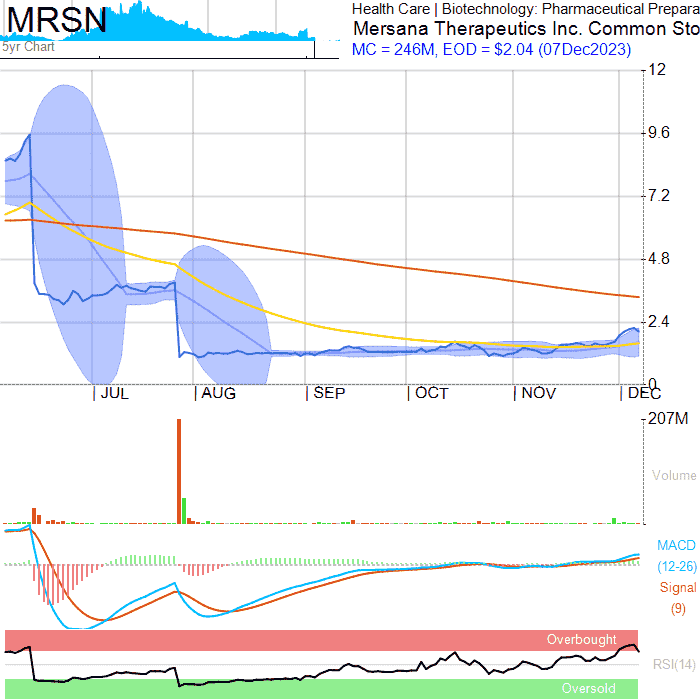 MRSN
5yr Chart
Health Care | Biotechnology: Pharmaceutical Prepara
Mersana Therapeutics Inc. Common Sto
MC = 246M, EOD = $2.04 (07Dec2023)
12
9.6
7.2
4.8
2.4
0
JUL
AUG
SEP
OCT
NOV
DEC
207M
Volume
MACD
(12-26)
Signal
(9)
Overbought
RSI(14)
Oversold